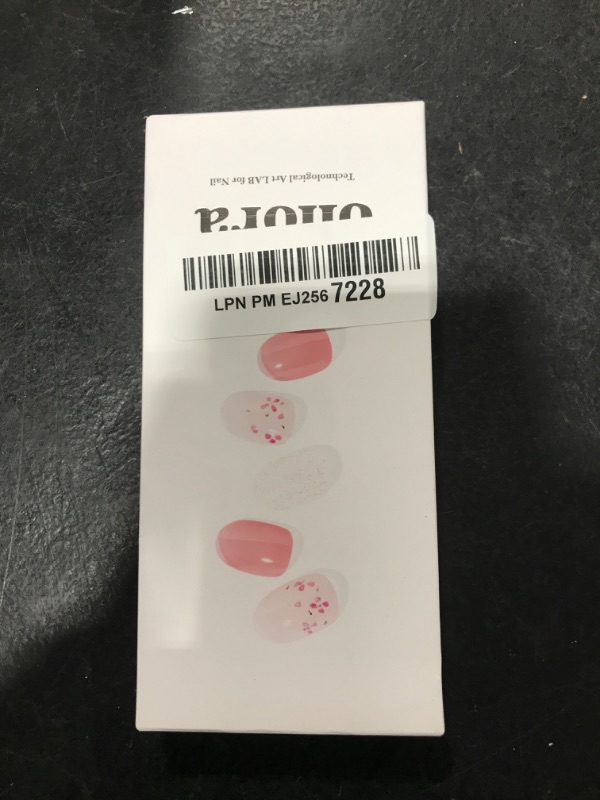 Technological Art LAB for Nail
ohora
LPN PM EJ256 7228